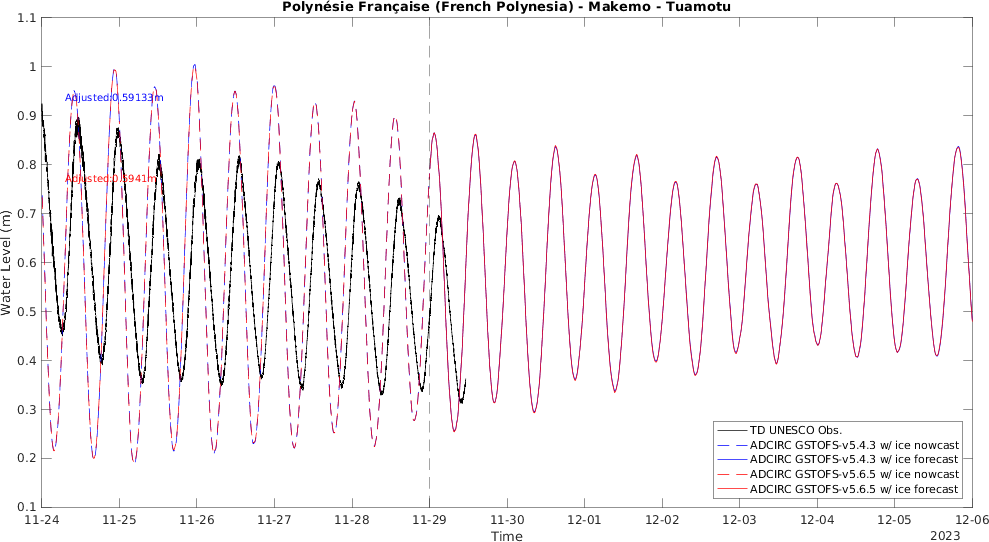 Polynésie Française (French Polynesia) - Makemo - Tuamotu
1.1
1
0.9
0.8
0.7
0.6
0.5
0.4
0.3
0.2
0.1
Water Level (m)
Adjusted:0.59133m
Adjusted:0.5941m
TD UNESCO Obs.
ADCIRC GSTOFS-v5.4.3 w/ ice nowcast
ADCIRC GSTOFS-v5.4.3 w/ ice forecast
ADCIRC GSTOFS-v5.6.5 w/ ice nowcast
ADCIRC GSTOFS-v5.6.5 w/ ice forecast
11-24 11-25 11-26 11-27 11-28 11-29 11-30 12-01 12-02 12-03 12-04 12-05 12-06
Time
2023